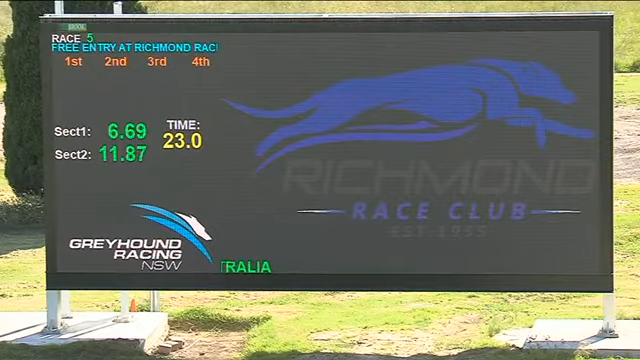 RACE 5
FREE ENTRY AT RICHMOND RAC
1st 2nd 3rd 4th
Sect1: 6.69
Sect2: 11.87
TIME:
23.0
RICHMOND
RACE CLUB
EST 1955
GREYHOUND
RACING
NSW
TRALIA